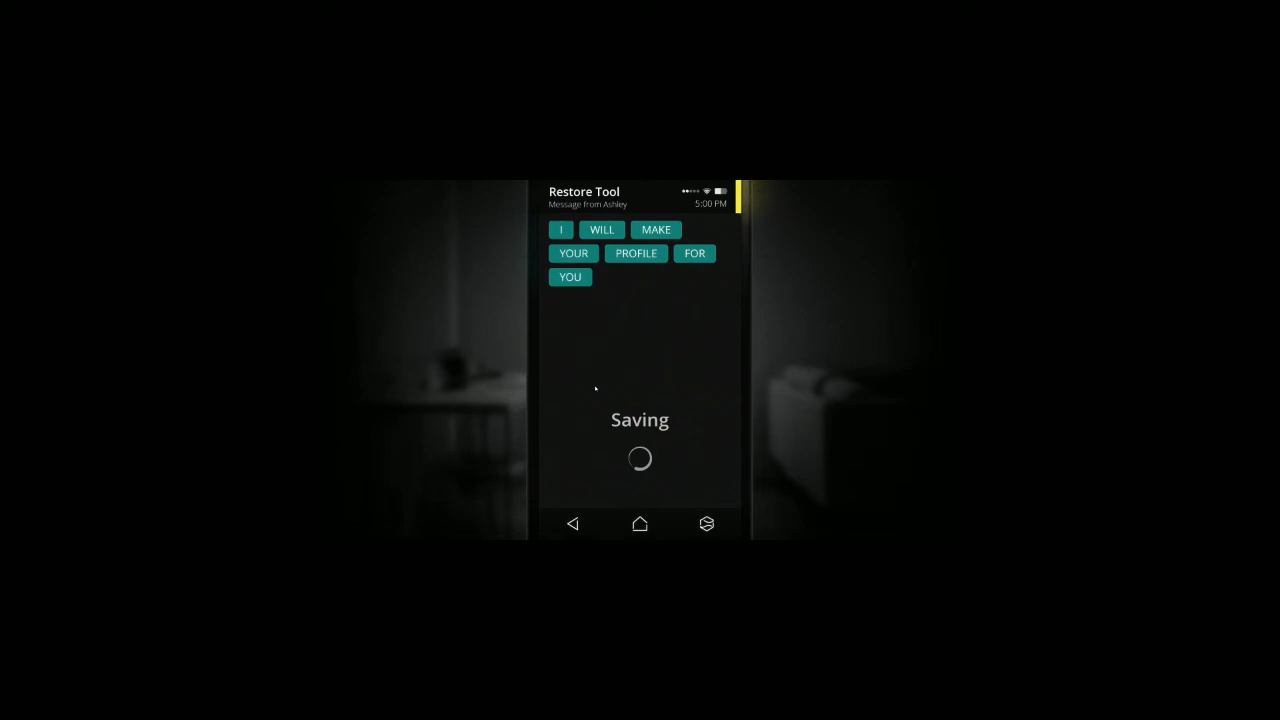 Restore Tool
Message from Ashley
5:00 PM
I WILL MAKE
YOUR PROFILE FOR
YOU
Saving